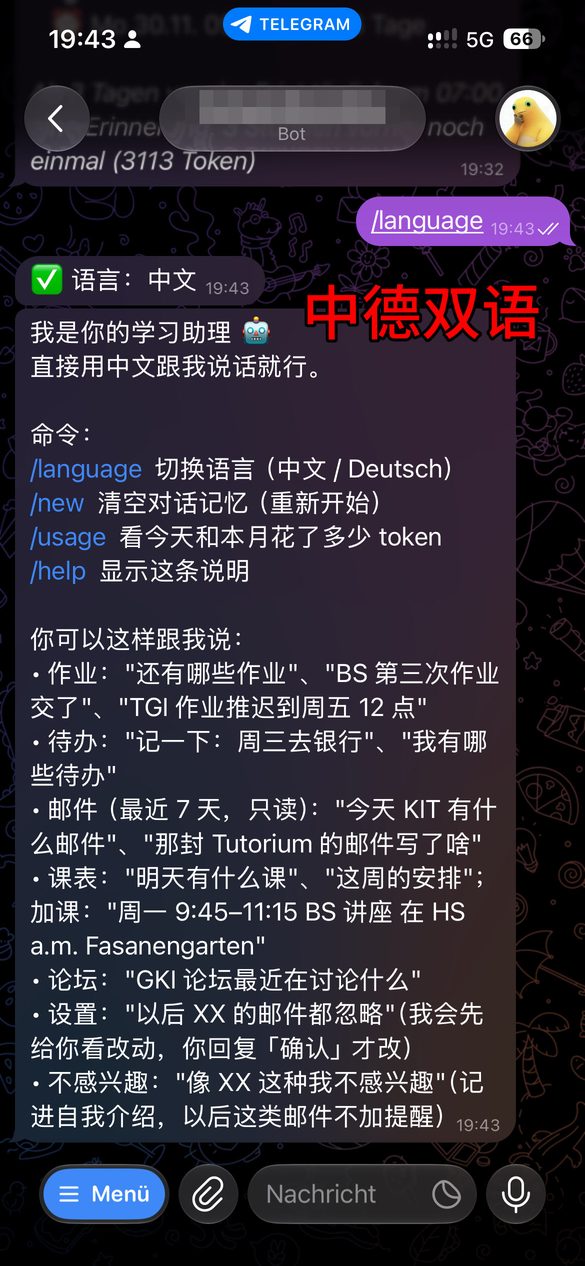 19:43
TELEGRAM
5G
66
Bot
noch
einmal (3113 Token)
19:32
/language 19:43
✅ 语言：中文 19:43
中德双语
我是你的学习助理 🤖
直接用中文跟我说话就行。
命令：
/language 切换语言（中文 / Deutsch）
/new 清空对话记忆（重新开始）
/usage 看今天和本月花了多少 token
/help 显示这条说明
你可以这样跟我说：
• 作业："还有哪些作业"、"BS 第三次作业
交了"、"TGI 作业推迟到周五 12 点"
• 待办："记一下：周三去银行"、"我有哪
些待办"
• 邮件（最近 7 天，只读）："今天 KIT 有什
么邮件"、"那封 Tutorium 的邮件写了啥"
• 课表："明天有什么课"、"这周的安排"；
加课："周一 9:45–11:15 BS 讲座 在 HS
a.m. Fasanengarten"
• 论坛："GKI 论坛最近在讨论什么"
• 设置："以后 XX 的邮件都忽略"（我会先
给你看改动，你回复「确认」才改）
• 不感兴趣："像 XX 这种我不感兴趣"（记
进自我介绍，以后这类邮件不加提醒）
19:43
Menü
Nachricht